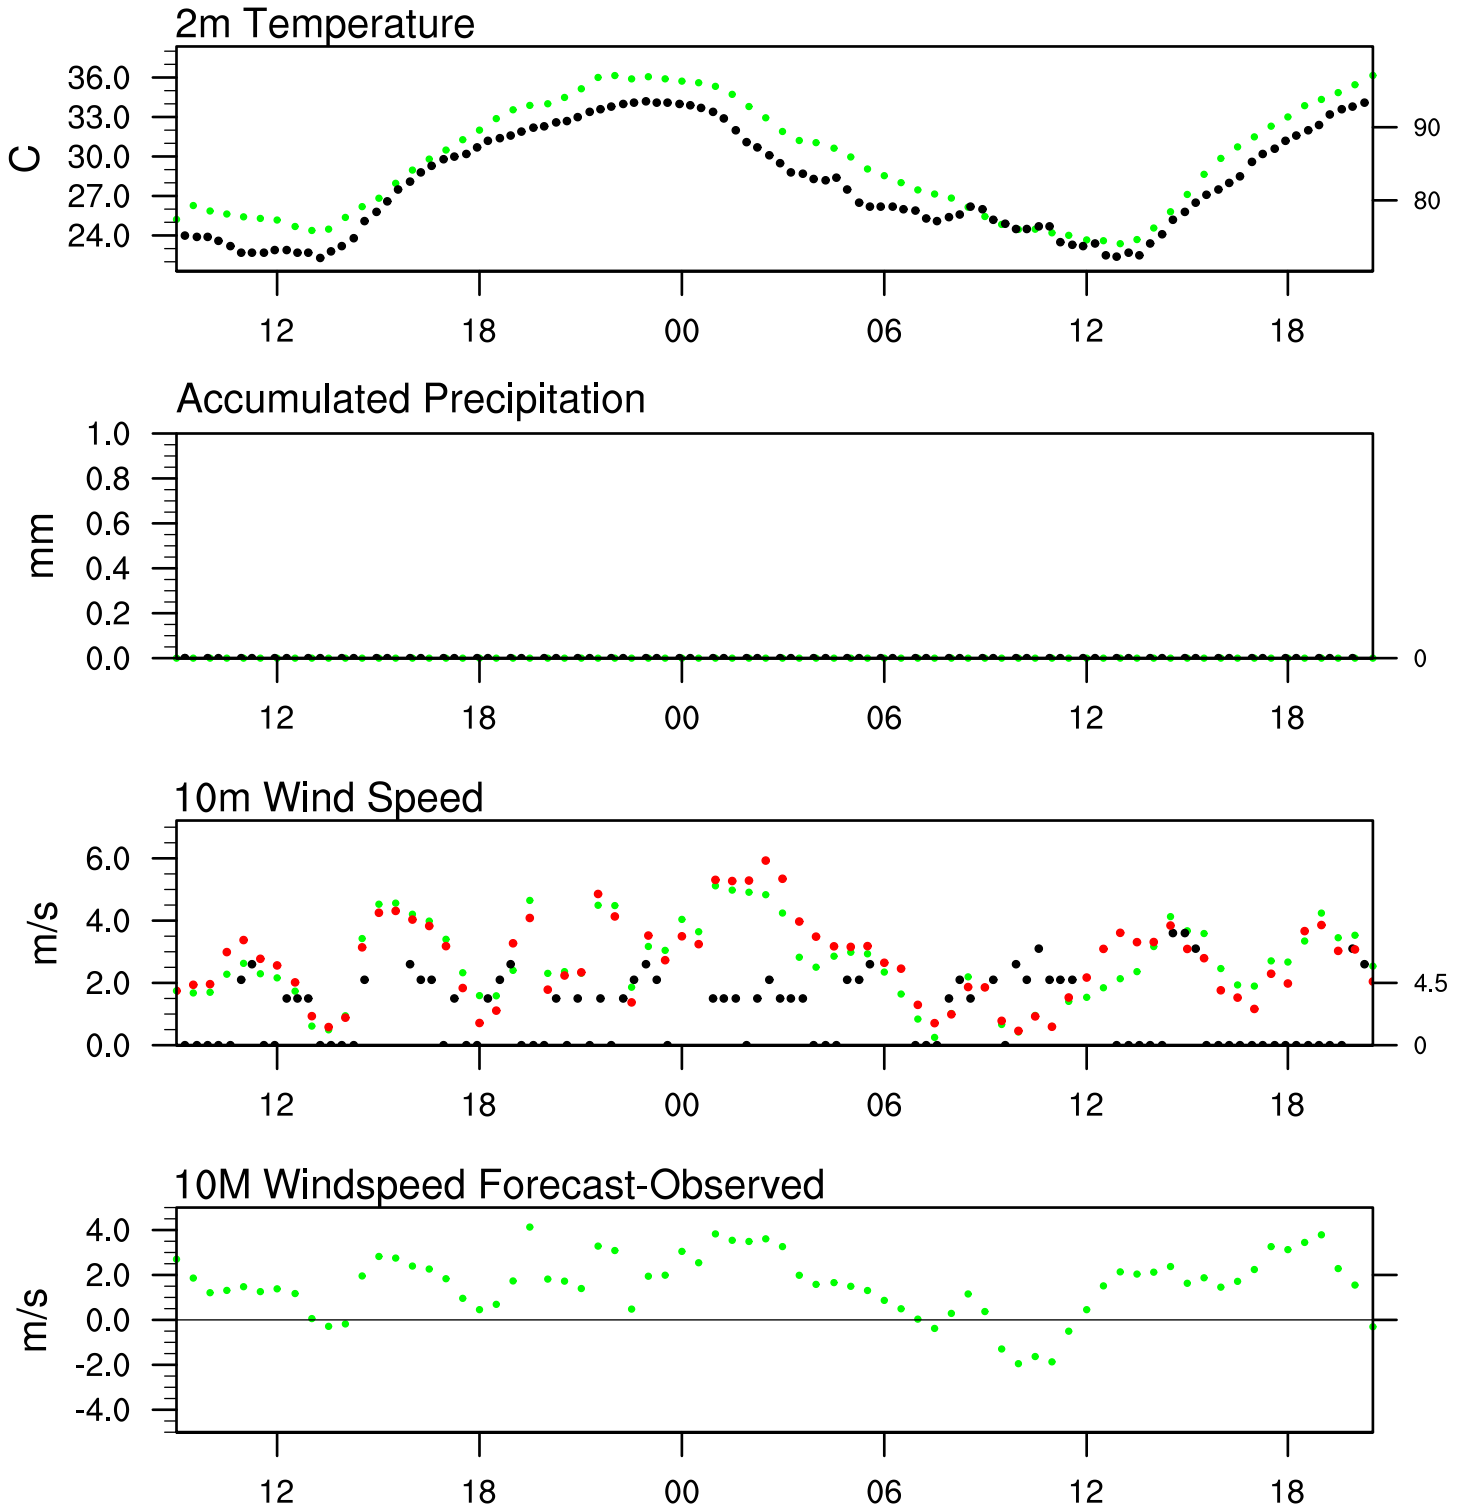 2m Temperature
36.0
33.0
90
C
30.0
27.0
80
24.0
12 18 00 06 12 18
Accumulated Precipitation
1.0
0.8
0.6
mm
0.4
0.2
0.0
0
12 18 00 06 12 18
10m Wind Speed
6.0
4.0
m/s
2.0
4.5
0.0
0
12 18 00 06 12 18
10M Windspeed Forecast-Observed
4.0
2.0
m/s
0.0
-2.0
-4.0
12 18 00 06 12 18